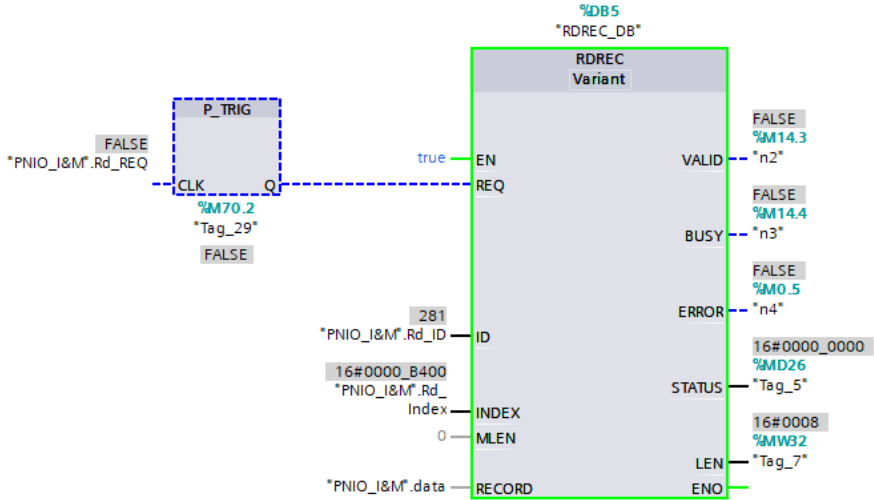 %DB5
"RDREC_DB"
RDREC
Variant
P_TRIG
FALSE
"PNIO_I&M".Rd_REQ
CLK
Q
%M70.2
"Tag_29"
FALSE
true
EN
REQ
281
"PNIO_I&M".Rd_ID
ID
16#0000_B400
"PNIO_I&M".Rd_
Index
INDEX
0
MLEN
"PNIO_I&M".data
RECORD
FALSE
%M14.3
VALID
"n2"
FALSE
%M14.4
BUSY
"n3"
FALSE
%M0.5
ERROR
"n4"
16#0000_0000
%MD26
STATUS
"Tag_5"
16#0008
%MW32
LEN
"Tag_7"
ENO